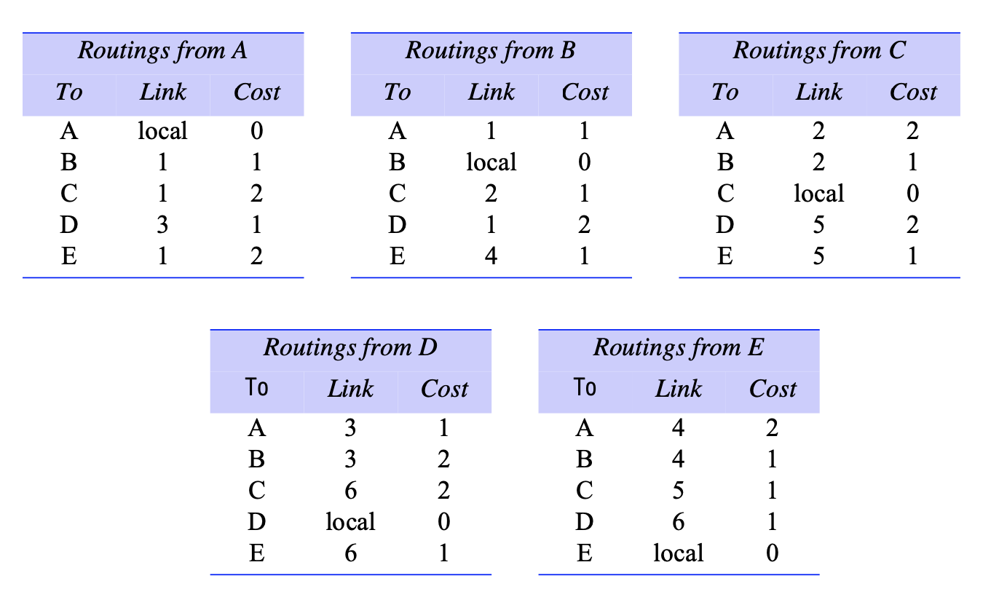 Routings from A
To Link Cost
A local 0
B 1 1
C 1 2
D 3 1
E 1 2
Routings from B
To Link Cost
A 1 1
B local 0
C 2 1
D 1 2
E 4 1
Routings from C
To Link Cost
A 2 2
B 2 1
C local 0
D 5 2
E 5 1
Routings from D
To Link Cost
A 3 1
B 3 2
C 6 2
D local 0
E 6 1
Routings from E
To Link Cost
A 4 2
B 4 1
C 5 1
D 6 1
E local 0